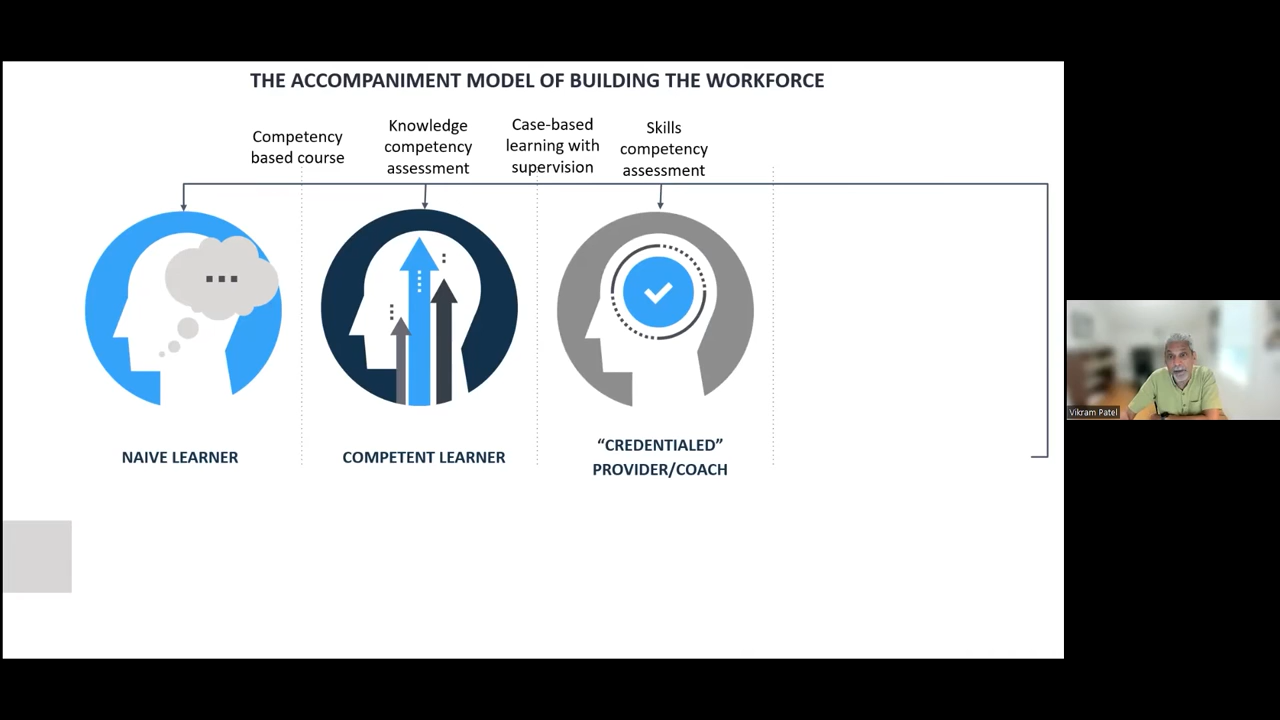 THE ACCOMPANIMENT MODEL OF BUILDING THE WORKFORCE
Competency
based course
Knowledge
competency
assessment
Case-based
learning with
supervision
Skills
competency
assessment
NAIVE LEARNER
COMPETENT LEARNER
“CREDENTIALED”
PROVIDER/COACH
Vikram Patel